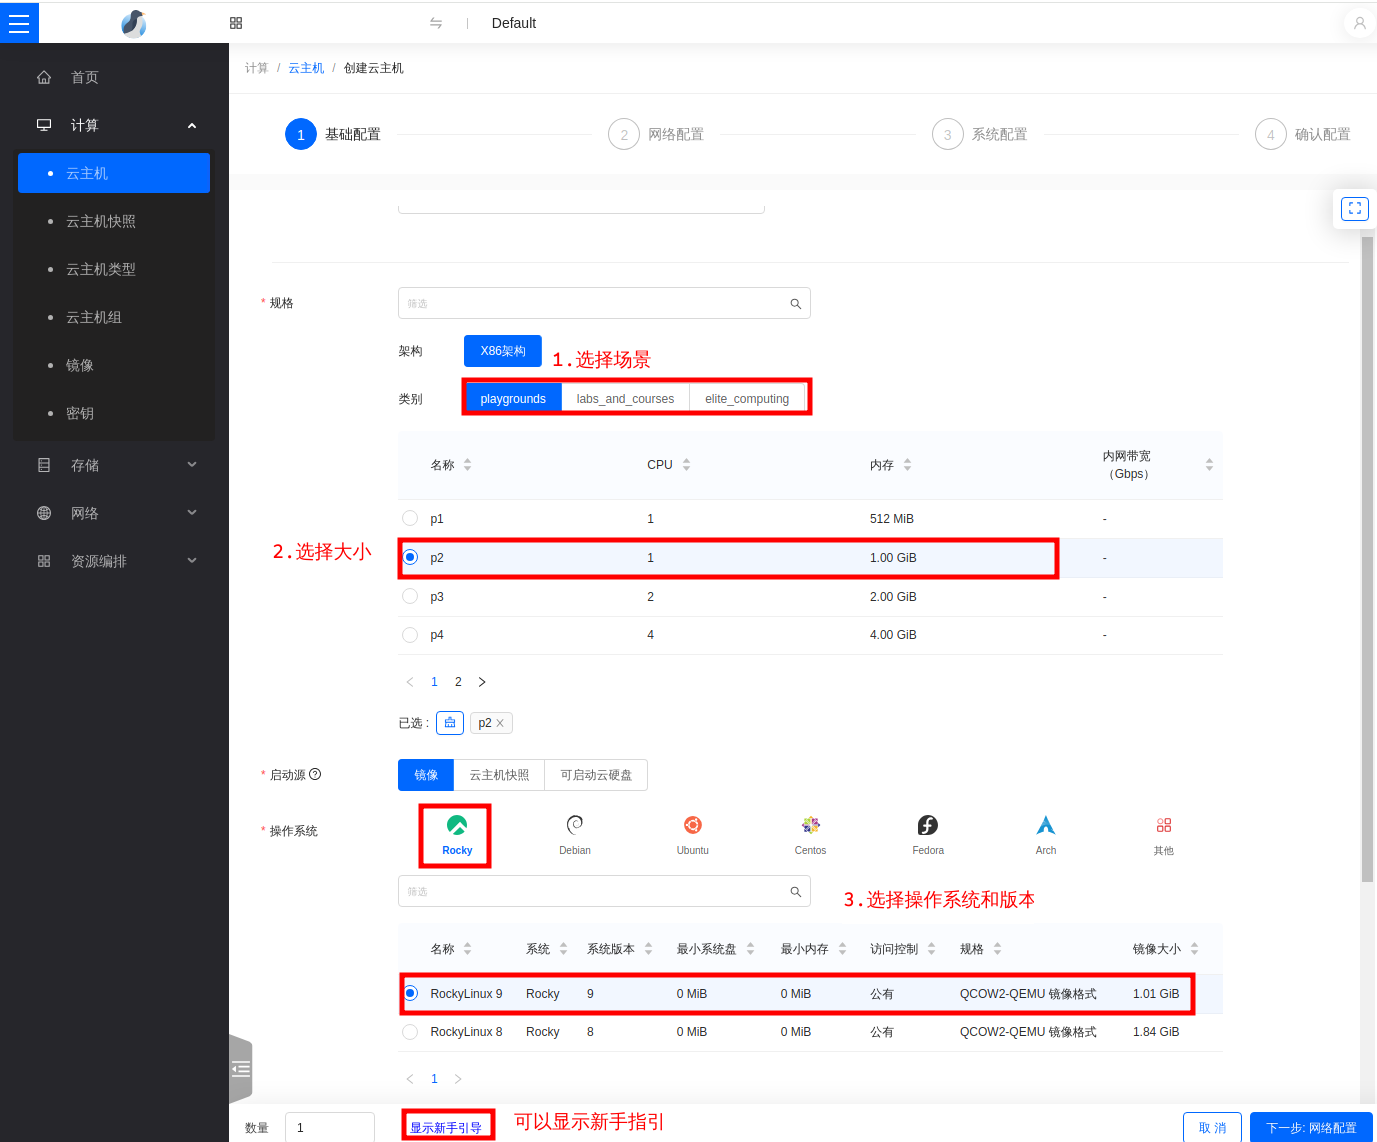 Default
计算 / 云主机 / 创建云主机
首页
计算
云主机
云主机快照
云主机类型
云主机组
镜像
密钥
存储
网络
资源编排
1 基础配置
2 网络配置
3 系统配置
4 确认配置
* 规格
筛选
架构 X86架构
1.选择场景
类别 playgrounds labs_and_courses elite_computing
名称 CPU 内存 内网带宽
（Gbps）
p1 1 512 MiB -
2.选择大小
p2 1 1.00 GiB -
p3 2 2.00 GiB -
p4 4 4.00 GiB -
1 2
已选 : p2
* 启动源 镜像 云主机快照 可启动云硬盘
* 操作系统
Rocky Debian Ubuntu Centos Fedora Arch 其他
筛选
3.选择操作系统和版本
名称 系统 系统版本 最小系统盘 最小内存 访问控制 规格 镜像大小
RockyLinux 9 Rocky 9 0 MiB 0 MiB 公有 QCOW2-QEMU 镜像格式 1.01 GiB
RockyLinux 8 Rocky 8 0 MiB 0 MiB 公有 QCOW2-QEMU 镜像格式 1.84 GiB
1
数量 1 显示新手引导 可以显示新手指引 取 消 下一步: 网络配置